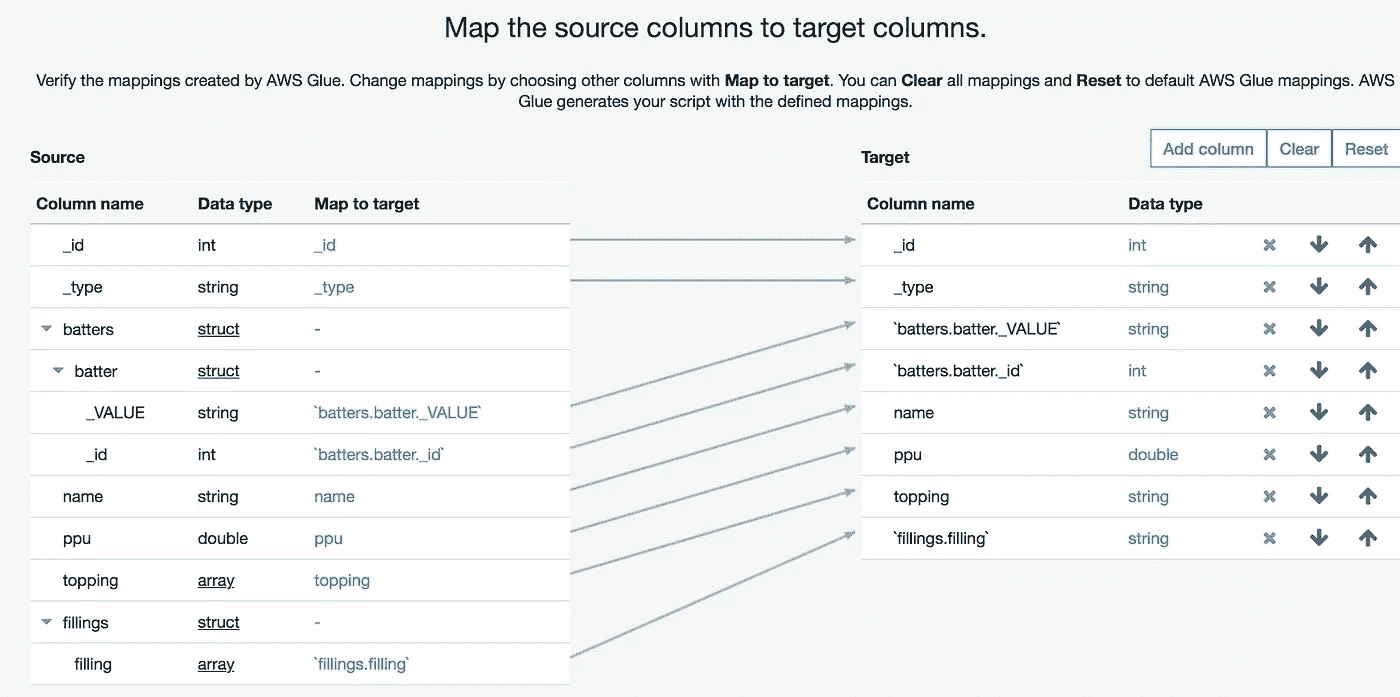 Map the source columns to target columns.
Verify the mappings created by AWS Glue. Change mappings by choosing other columns with Map to target. You can Clear all mappings and Reset to default AWS Glue mappings. AWS
Glue generates your script with the defined mappings.
Source
Column name Data type Map to target
_id int _id
_type string _type
batters struct -
batter struct -
_VALUE string `batters.batter._VALUE`
_id int `batters.batter._id`
name string name
ppu double ppu
topping array topping
fillings struct -
filling array `fillings.filling`
Target
Add column Clear Reset
Column name Data type
_id int
_type string
`batters.batter._VALUE` string
`batters.batter._id` int
name string
ppu double
topping string
`fillings.filling` string